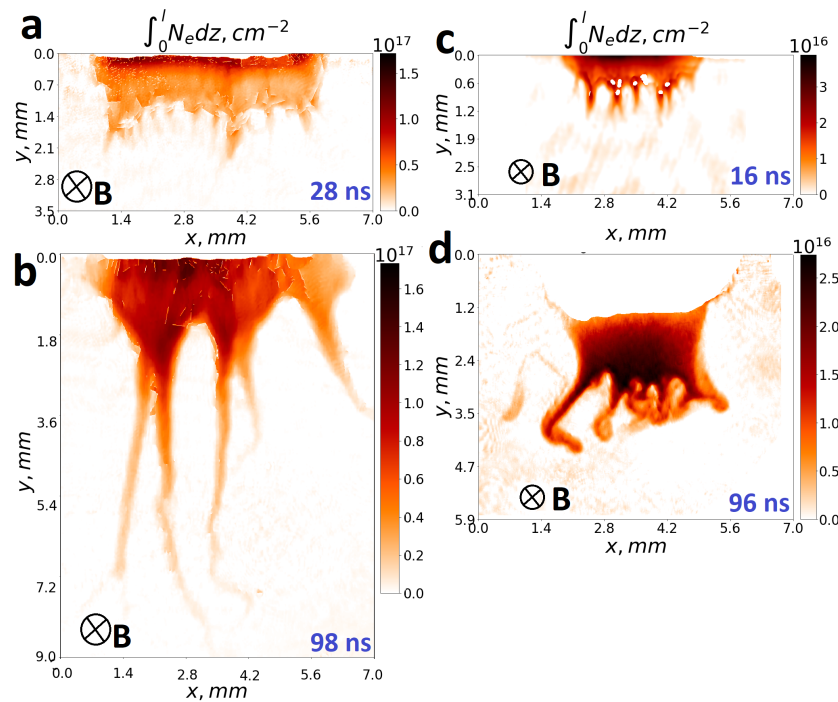 a
∫₀ˡ Nₑdz, cm⁻²
10¹⁷
0.0
0.7
1.4
2.1
2.8
3.5
y, mm
B
28 ns
0.0 1.4 2.8 4.2 5.6 7.0
x, mm
1.5
1.0
0.5
0.0
c
∫₀ˡ Nₑdz, cm⁻²
10¹⁶
0.0
0.6
1.2
1.9
2.5
3.1
y, mm
B
16 ns
0.0 1.4 2.8 4.2 5.6 7.0
x, mm
3
2
1
0
b
10¹⁷
0.0
1.8
3.6
5.4
7.2
9.0
y, mm
B
98 ns
0.0 1.4 2.8 4.2 5.6 7.0
x, mm
1.6
1.4
1.2
1.0
0.8
0.6
0.4
0.2
0.0
d
10¹⁶
0.0
1.2
2.4
3.5
4.7
5.9
y, mm
B
96 ns
0.0 1.4 2.8 4.2 5.6 7.0
x, mm
2.5
2.0
1.5
1.0
0.5
0.0